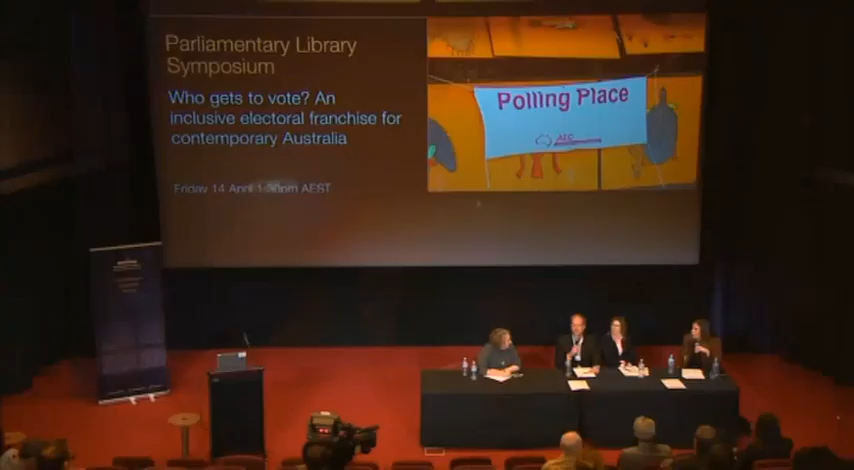 Parliamentary Library
Symposium
Who gets to vote? An
inclusive electoral franchise for
contemporary Australia
Friday 14 April 1:30pm AEST
Polling Place
AEC